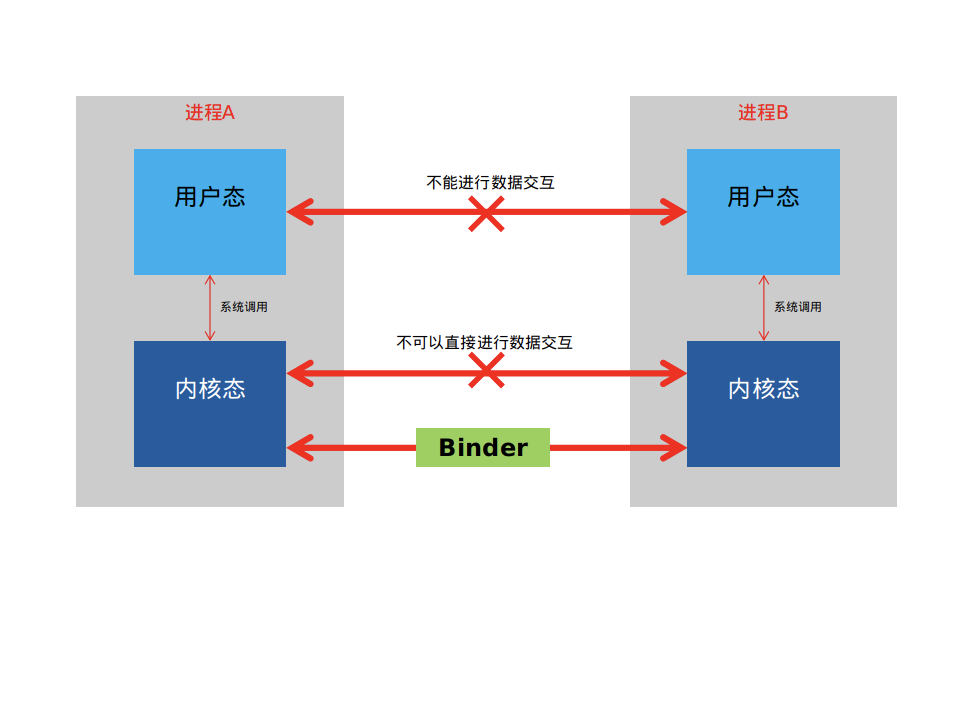 进程A
进程B
不能进行数据交互
用户态
用户态
系统调用
系统调用
不可以直接进行数据交互
内核态
内核态
Binder